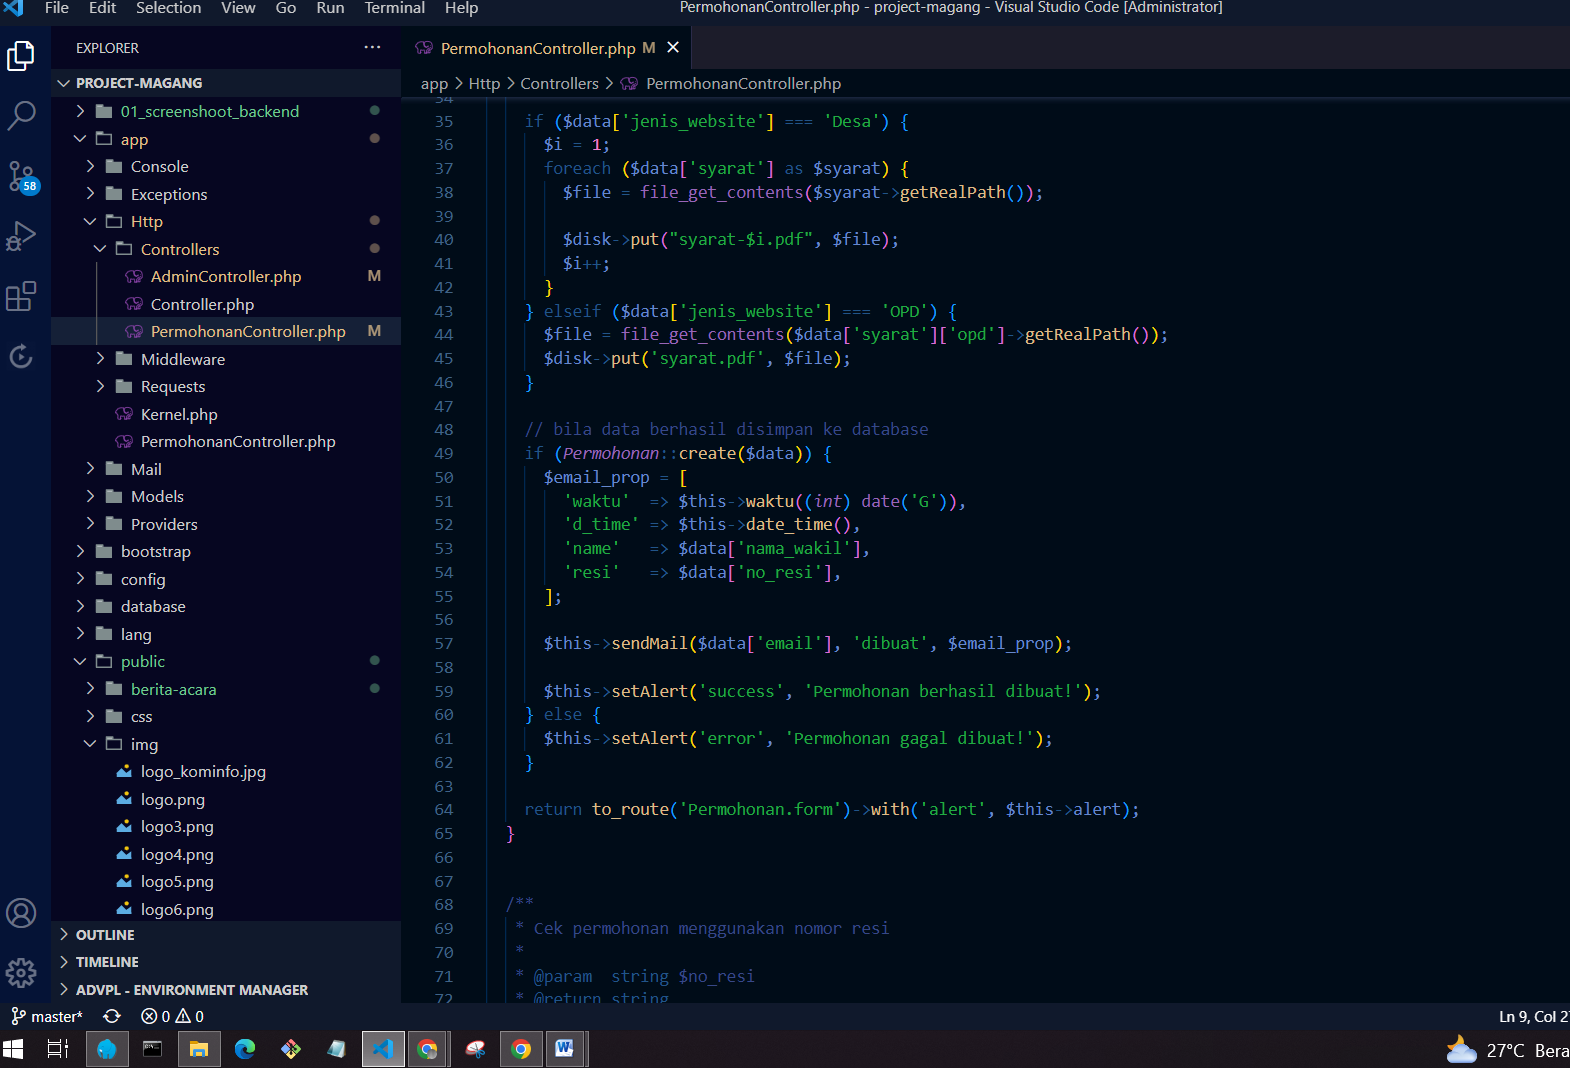 File Edit Selection View Go Run Terminal Help PermohonanController.php - project-magang - Visual Studio Code [Administrator]
EXPLORER ···
PROJECT-MAGANG
01_screenshoot_backend
app
Console
Exceptions
Http
Controllers
AdminController.php M
Controller.php
PermohonanController.php M
Middleware
Requests
Kernel.php
PermohonanController.php
Mail
Models
Providers
bootstrap
config
database
lang
public
berita-acara
css
img
logo_kominfo.jpg
logo.png
logo3.png
logo4.png
logo5.png
logo6.png
OUTLINE
TIMELINE
ADVPL - ENVIRONMENT MANAGER
58
PermohonanController.php M ×
app > Http > Controllers > PermohonanController.php
34
35 if ($data['jenis_website'] === 'Desa') {
36 $i = 1;
37 foreach ($data['syarat'] as $syarat) {
38 $file = file_get_contents($syarat->getRealPath());
39
40 $disk->put("syarat-$i.pdf", $file);
41 $i++;
42 }
43 } elseif ($data['jenis_website'] === 'OPD') {
44 $file = file_get_contents($data['syarat']['opd']->getRealPath());
45 $disk->put('syarat.pdf', $file);
46 }
47
48 // bila data berhasil disimpan ke database
49 if (Permohonan::create($data)) {
50 $email_prop = [
51 'waktu' => $this->waktu((int) date('G')),
52 'd_time' => $this->date_time(),
53 'name' => $data['nama_wakil'],
54 'resi' => $data['no_resi'],
55 ];
56
57 $this->sendMail($data['email'], 'dibuat', $email_prop);
58
59 $this->setAlert('success', 'Permohonan berhasil dibuat!');
60 } else {
61 $this->setAlert('error', 'Permohonan gagal dibuat!');
62 }
63
64 return to_route('Permohonan.form')->with('alert', $this->alert);
65 }
66
67
68 /**
69 * Cek permohonan menggunakan nomor resi
70 *
71 * @param string $no_resi
72 * @return string
master* 0 0 Ln 9, Col 2
27°C Bera